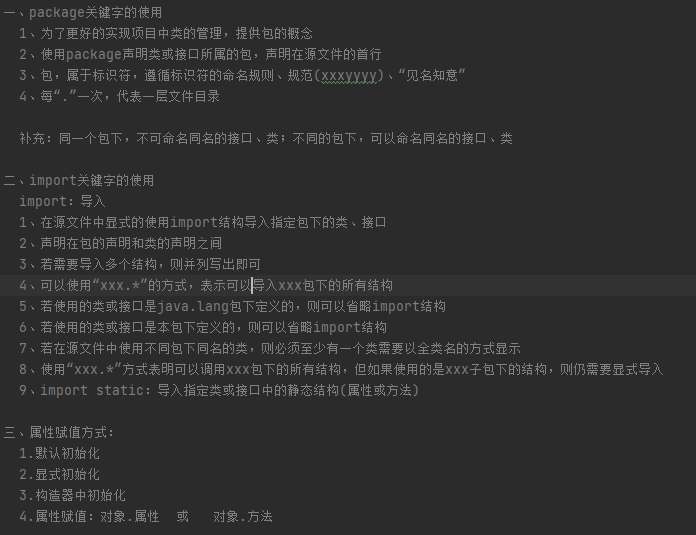 一、package关键字的使用
1、为了更好的实现项目中类的管理，提供包的概念
2、使用package声明类或接口所属的包，声明在源文件的首行
3、包，属于标识符，遵循标识符的命名规则、规范(xxxyyyy)、“见名知意”
4、每“.”一次，代表一层文件目录
补充：同一个包下，不可命名同名的接口、类；不同的包下，可以命名同名的接口、类
二、import关键字的使用
import：导入
1、在源文件中显式的使用import结构导入指定包下的类、接口
2、声明在包的声明和类的声明之间
3、若需要导入多个结构，则并列写出即可
4、可以使用“xxx.*”的方式，表示可以导入xxx包下的所有结构
5、若使用的类或接口是java.lang包下定义的，则可以省略import结构
6、若使用的类或接口是本包下定义的，则可以省略import结构
7、若在源文件中使用不同包下同名的类，则必须至少有一个类需要以全类名的方式显示
8、使用“xxx.*”方式表明可以调用xxx包下的所有结构，但如果使用的是xxx子包下的结构，则仍需要显式导入
9、import static：导入指定类或接口中的静态结构(属性或方法)
三、属性赋值方式：
1.默认初始化
2.显式初始化
3.构造器中初始化
4.属性赋值：对象.属性 或 对象.方法